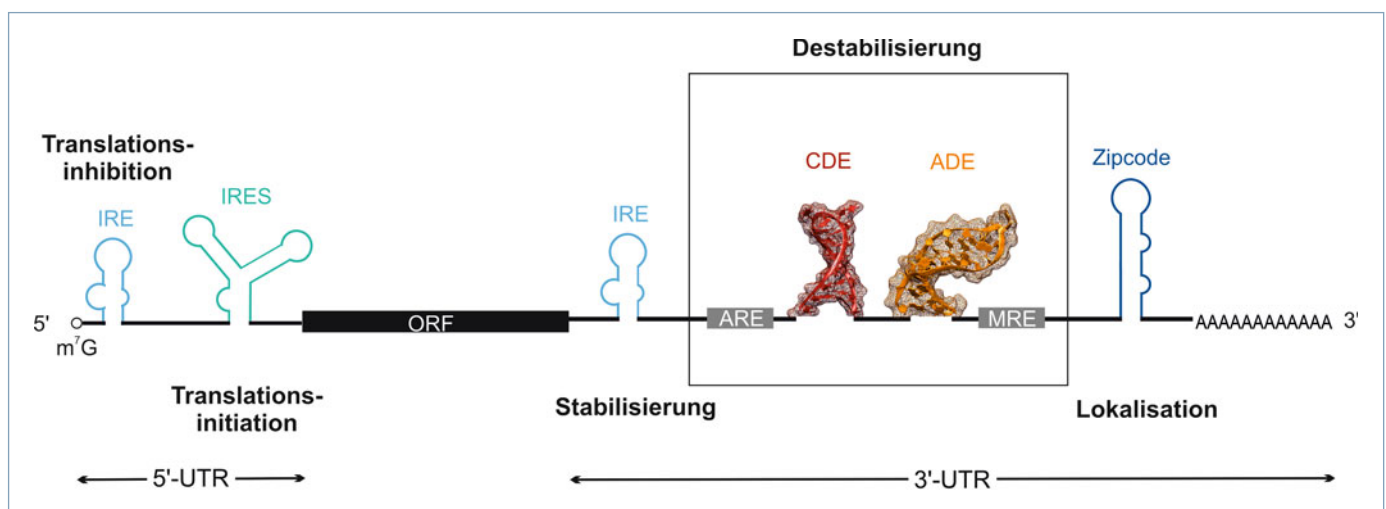 Destabilisierung
Translations-
inhibition
CDE
ADE
Zipcode
IRES
IRE
IRE
5'
ORF
ARE
MRE
AAAAAAAAAAAA 3'
m⁷G
Translations-
initiation
Stabilisierung
Lokalisation
5'-UTR
3'-UTR